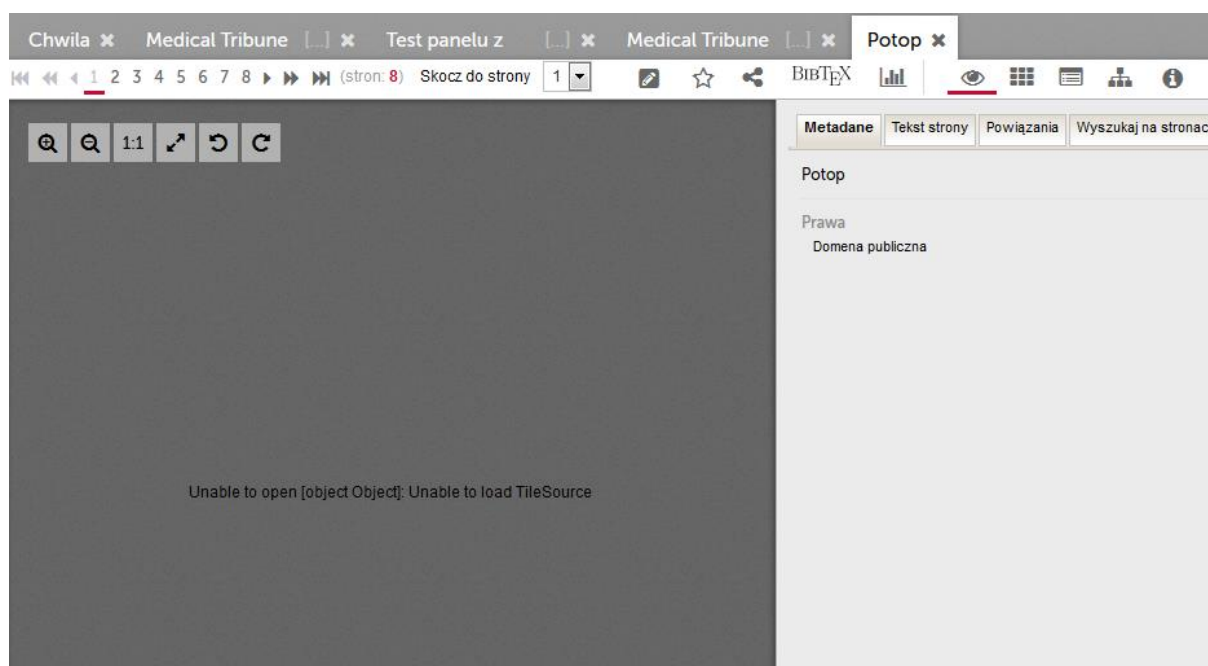 Chwila ✖ Medical Tribune [...] ✖ Test panelu z [...] ✖ Medical Tribune [...] ✖ Potop ✖
1 2 3 4 5 6 7 8 (stron: 8) Skocz do strony 1 BIBTEX
1:1
Metadane Tekst strony Powiązania Wyszukaj na stronac
Potop
Prawa
Domena publiczna
Unable to open [object Object]: Unable to load TileSource